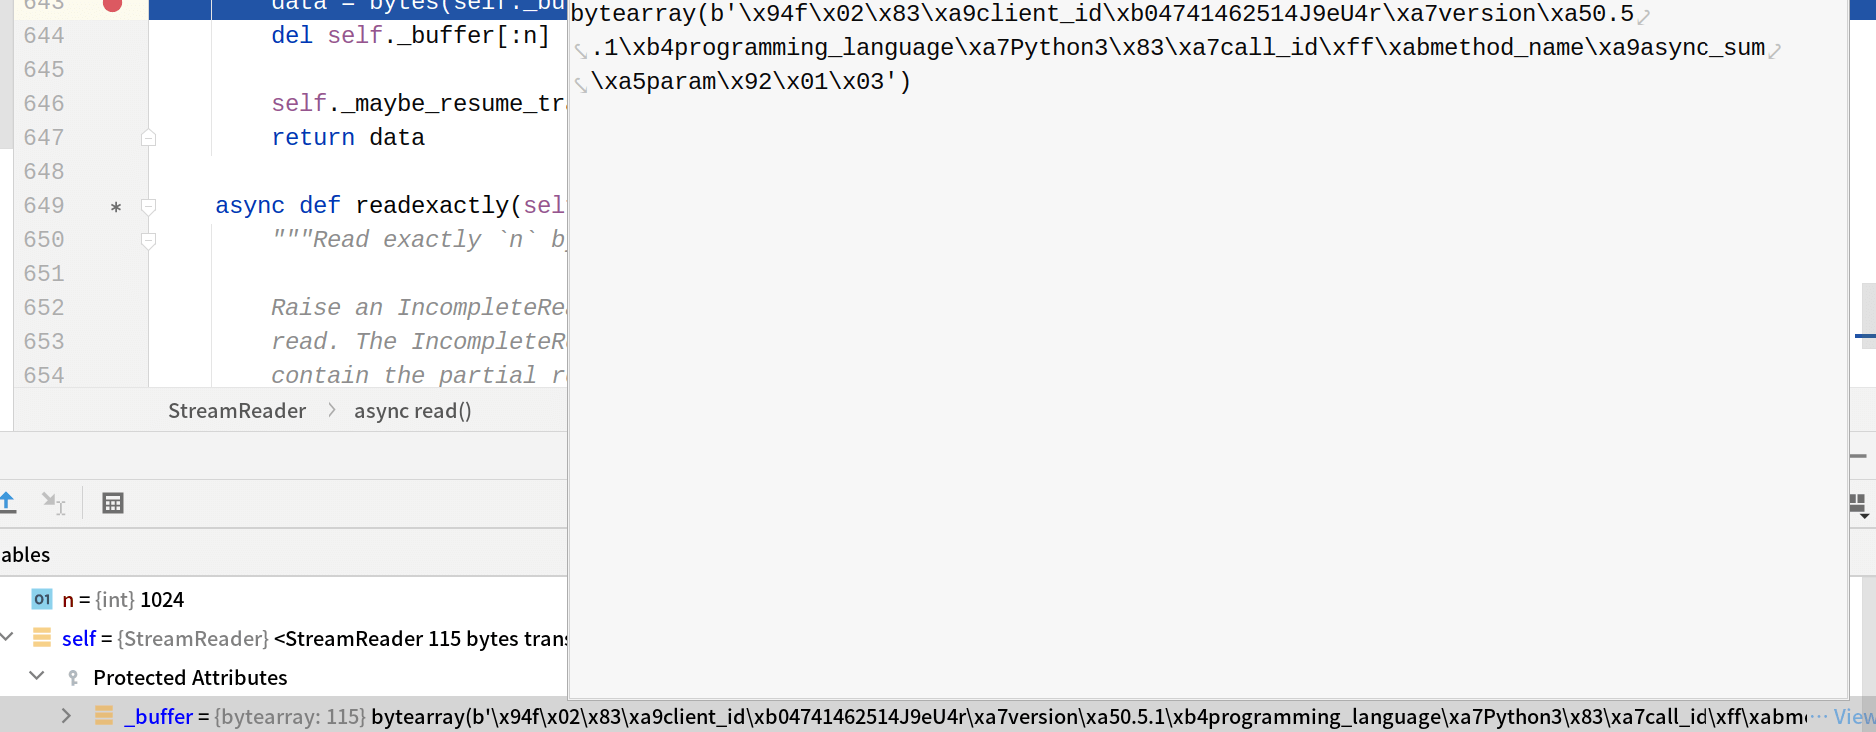 643 data = bytes(self._bu
644 del self._buffer[:n]
645
646 self._maybe_resume_tr
647 return data
648
649 * async def readexactly(sel
650 """Read exactly `n` b
651
652 Raise an IncompleteRe
653 read. The IncompleteR
654 contain the partial r
bytearray(b'\x94f\x02\x83\xa9client_id\xb04741462514J9eU4r\xa7version\xa50.5
.1\xb4programming_language\xa7Python3\x83\xa7call_id\xff\xabmethod_name\xa9async_sum
\xa5param\x92\x01\x03')
StreamReader > async read()
ables
01 n = {int} 1024
self = {StreamReader} <StreamReader 115 bytes trans
Protected Attributes
_buffer = {bytearray: 115} bytearray(b'\x94f\x02\x83\xa9client_id\xb04741462514J9eU4r\xa7version\xa50.5.1\xb4programming_language\xa7Python3\x83\xa7call_id\xff\xabm ... View